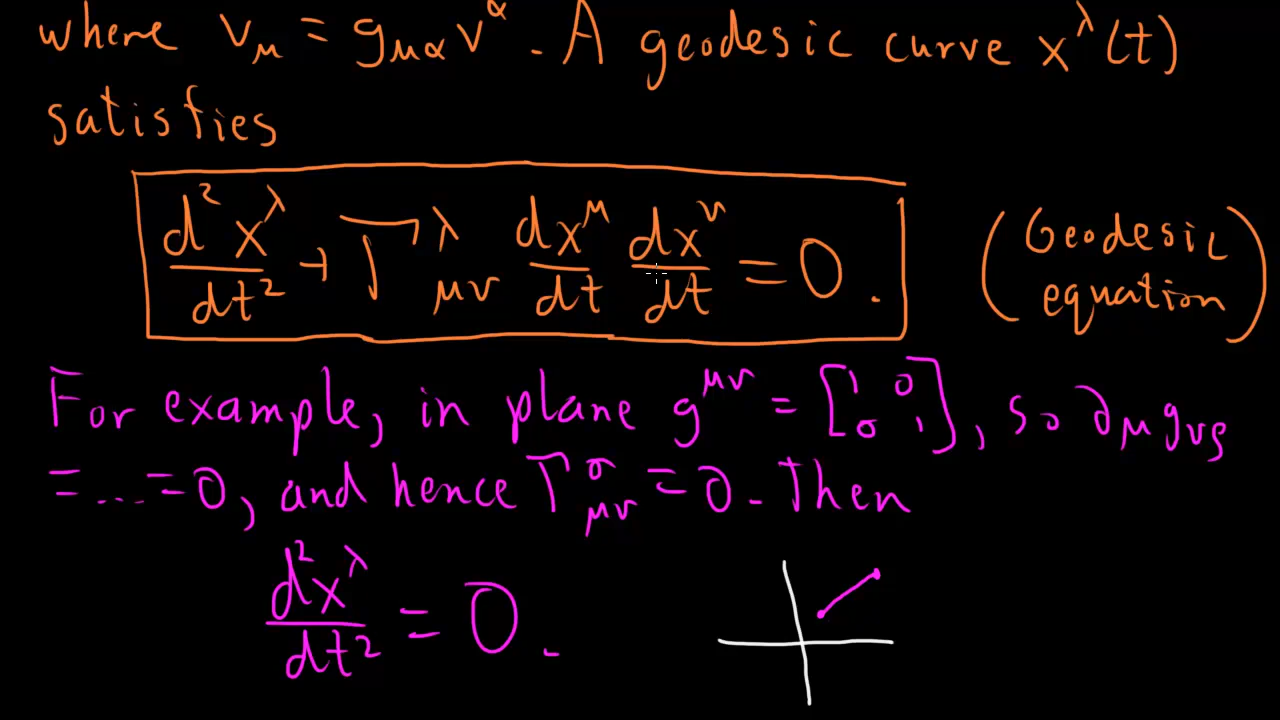 where v_μ = g_μα v^α. A geodesic curve x^λ(t)
satisfies
d²x^λ/dt² + Γ^λ_μν dx^μ/dt dx^ν/dt = 0. (Geodesic equation)
For example, in plane g^μν = [1 0; 0 1], so ∂_μ g_νρ
= ... = 0, and hence Γ^σ_μν = 0. Then
d²x^λ/dt² = 0.